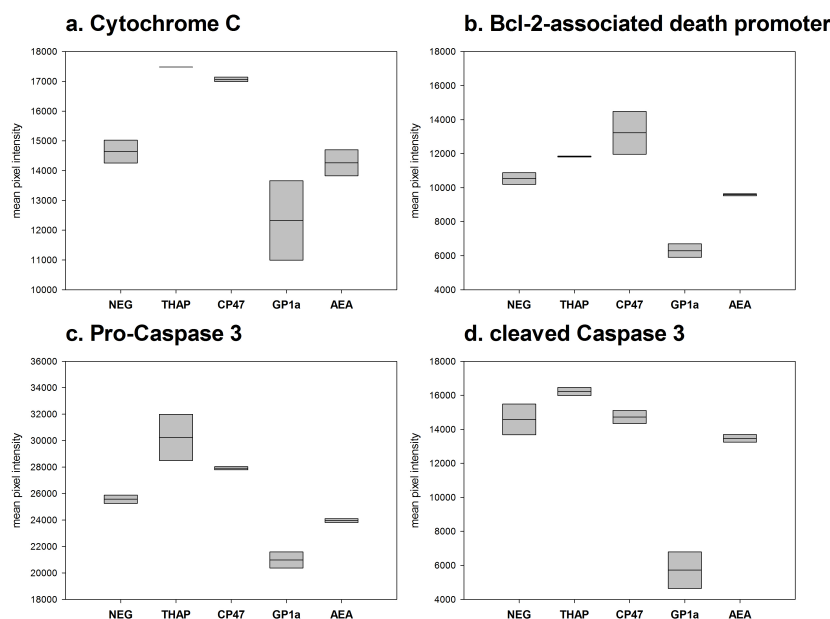 a. Cytochrome C
18000
17000
16000
15000
14000
13000
12000
11000
10000
mean pixel intensity
NEG THAP CP47 GP1a AEA
b. Bcl-2-associated death promoter
18000
16000
14000
12000
10000
8000
6000
4000
mean pixel intensity
NEG THAP CP47 GP1a AEA
c. Pro-Caspase 3
36000
34000
32000
30000
28000
26000
24000
22000
20000
18000
mean pixel intensity
NEG THAP CP47 GP1a AEA
d. cleaved Caspase 3
18000
16000
14000
12000
10000
8000
6000
4000
mean pixel intensity
NEG THAP CP47 GP1a AEA